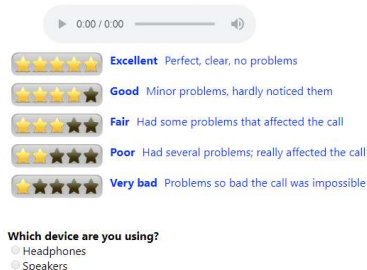 0:00 / 0:00
Excellent Perfect, clear, no problems
Good Minor problems, hardly noticed them
Fair Had some problems that affected the call
Poor Had several problems; really affected the call
Very bad Problems so bad the call was impossible
Which device are you using?
Headphones
Speakers